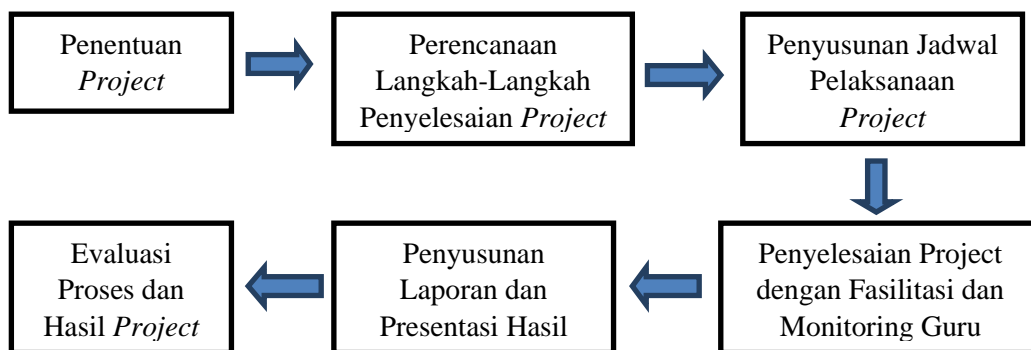 Penentuan
Project
Perencanaan
Langkah-Langkah
Penyelesaian Project
Penyusunan Jadwal
Pelaksanaan
Project
Penyelesaian Project
dengan Fasilitasi dan
Monitoring Guru
Penyusunan
Laporan dan
Presentasi Hasil
Evaluasi
Proses dan
Hasil Project